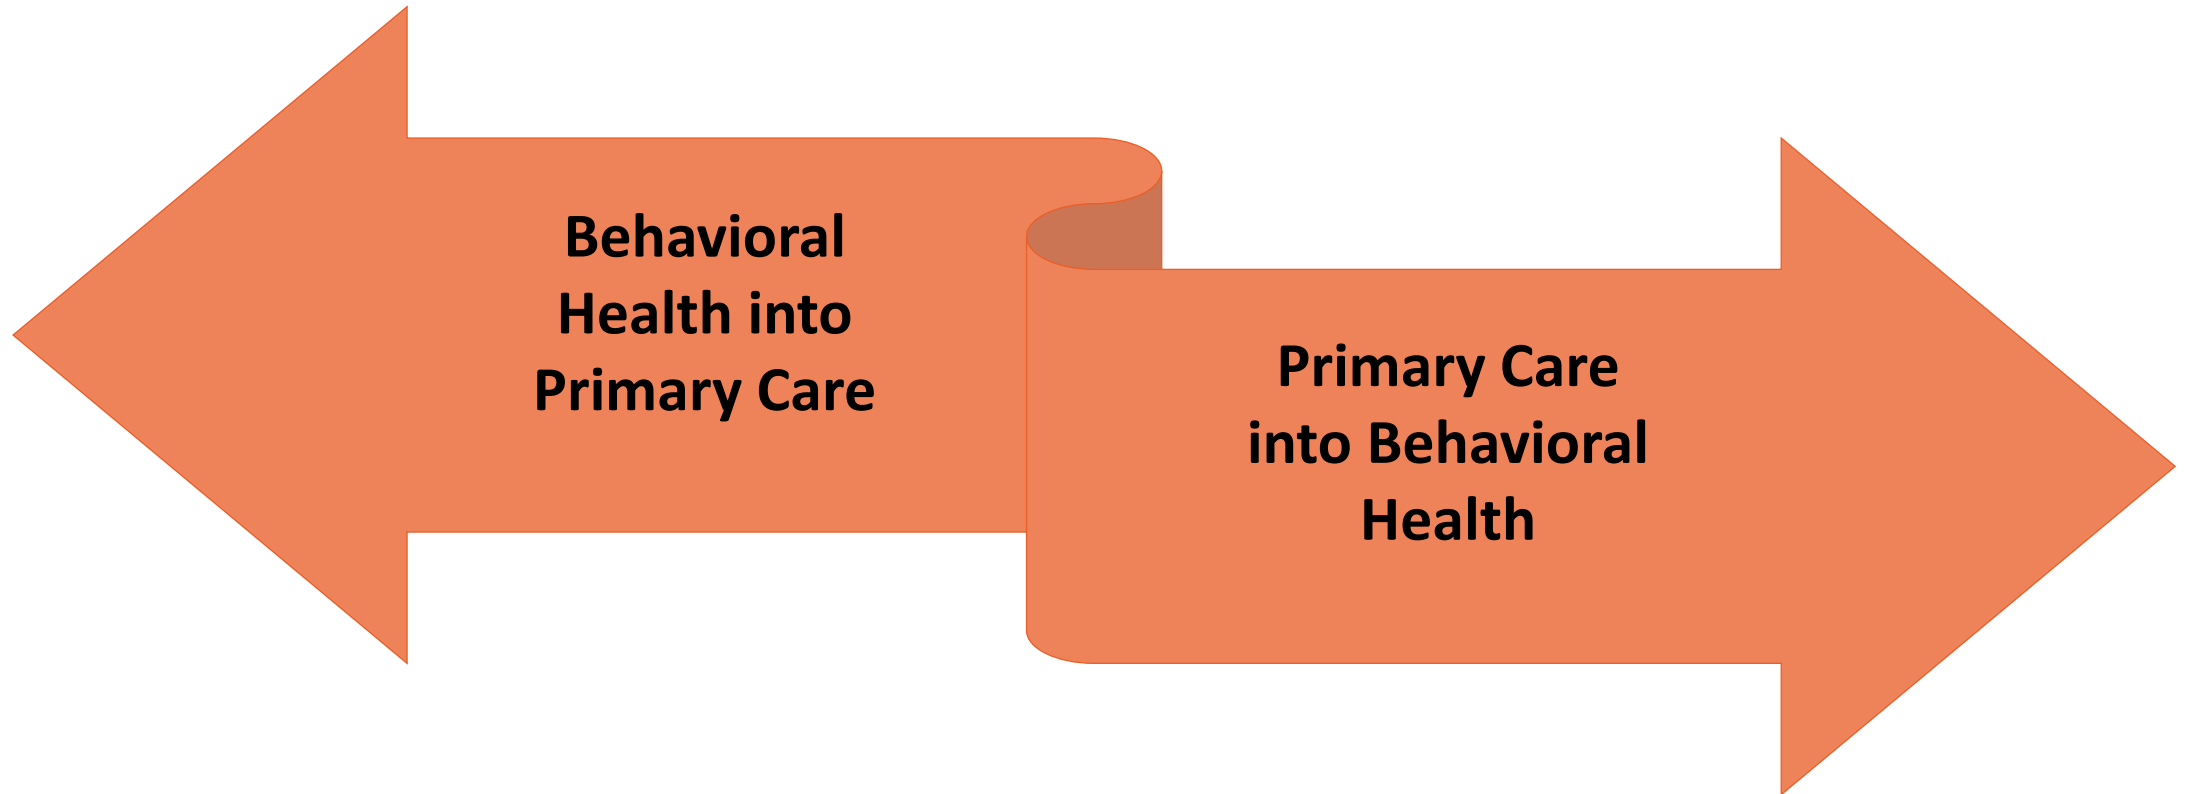 Behavioral
Health into
Primary Care
Primary Care
into Behavioral
Health